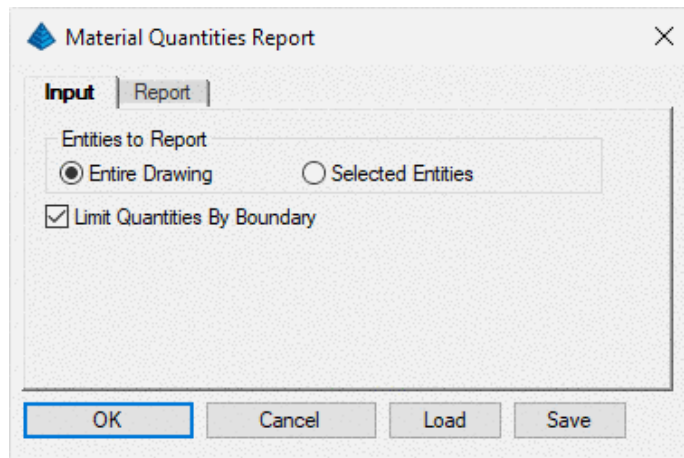 Material Quantities Report
Input Report
Entities to Report
Entire Drawing Selected Entities
Limit Quantities By Boundary
OK Cancel Load Save